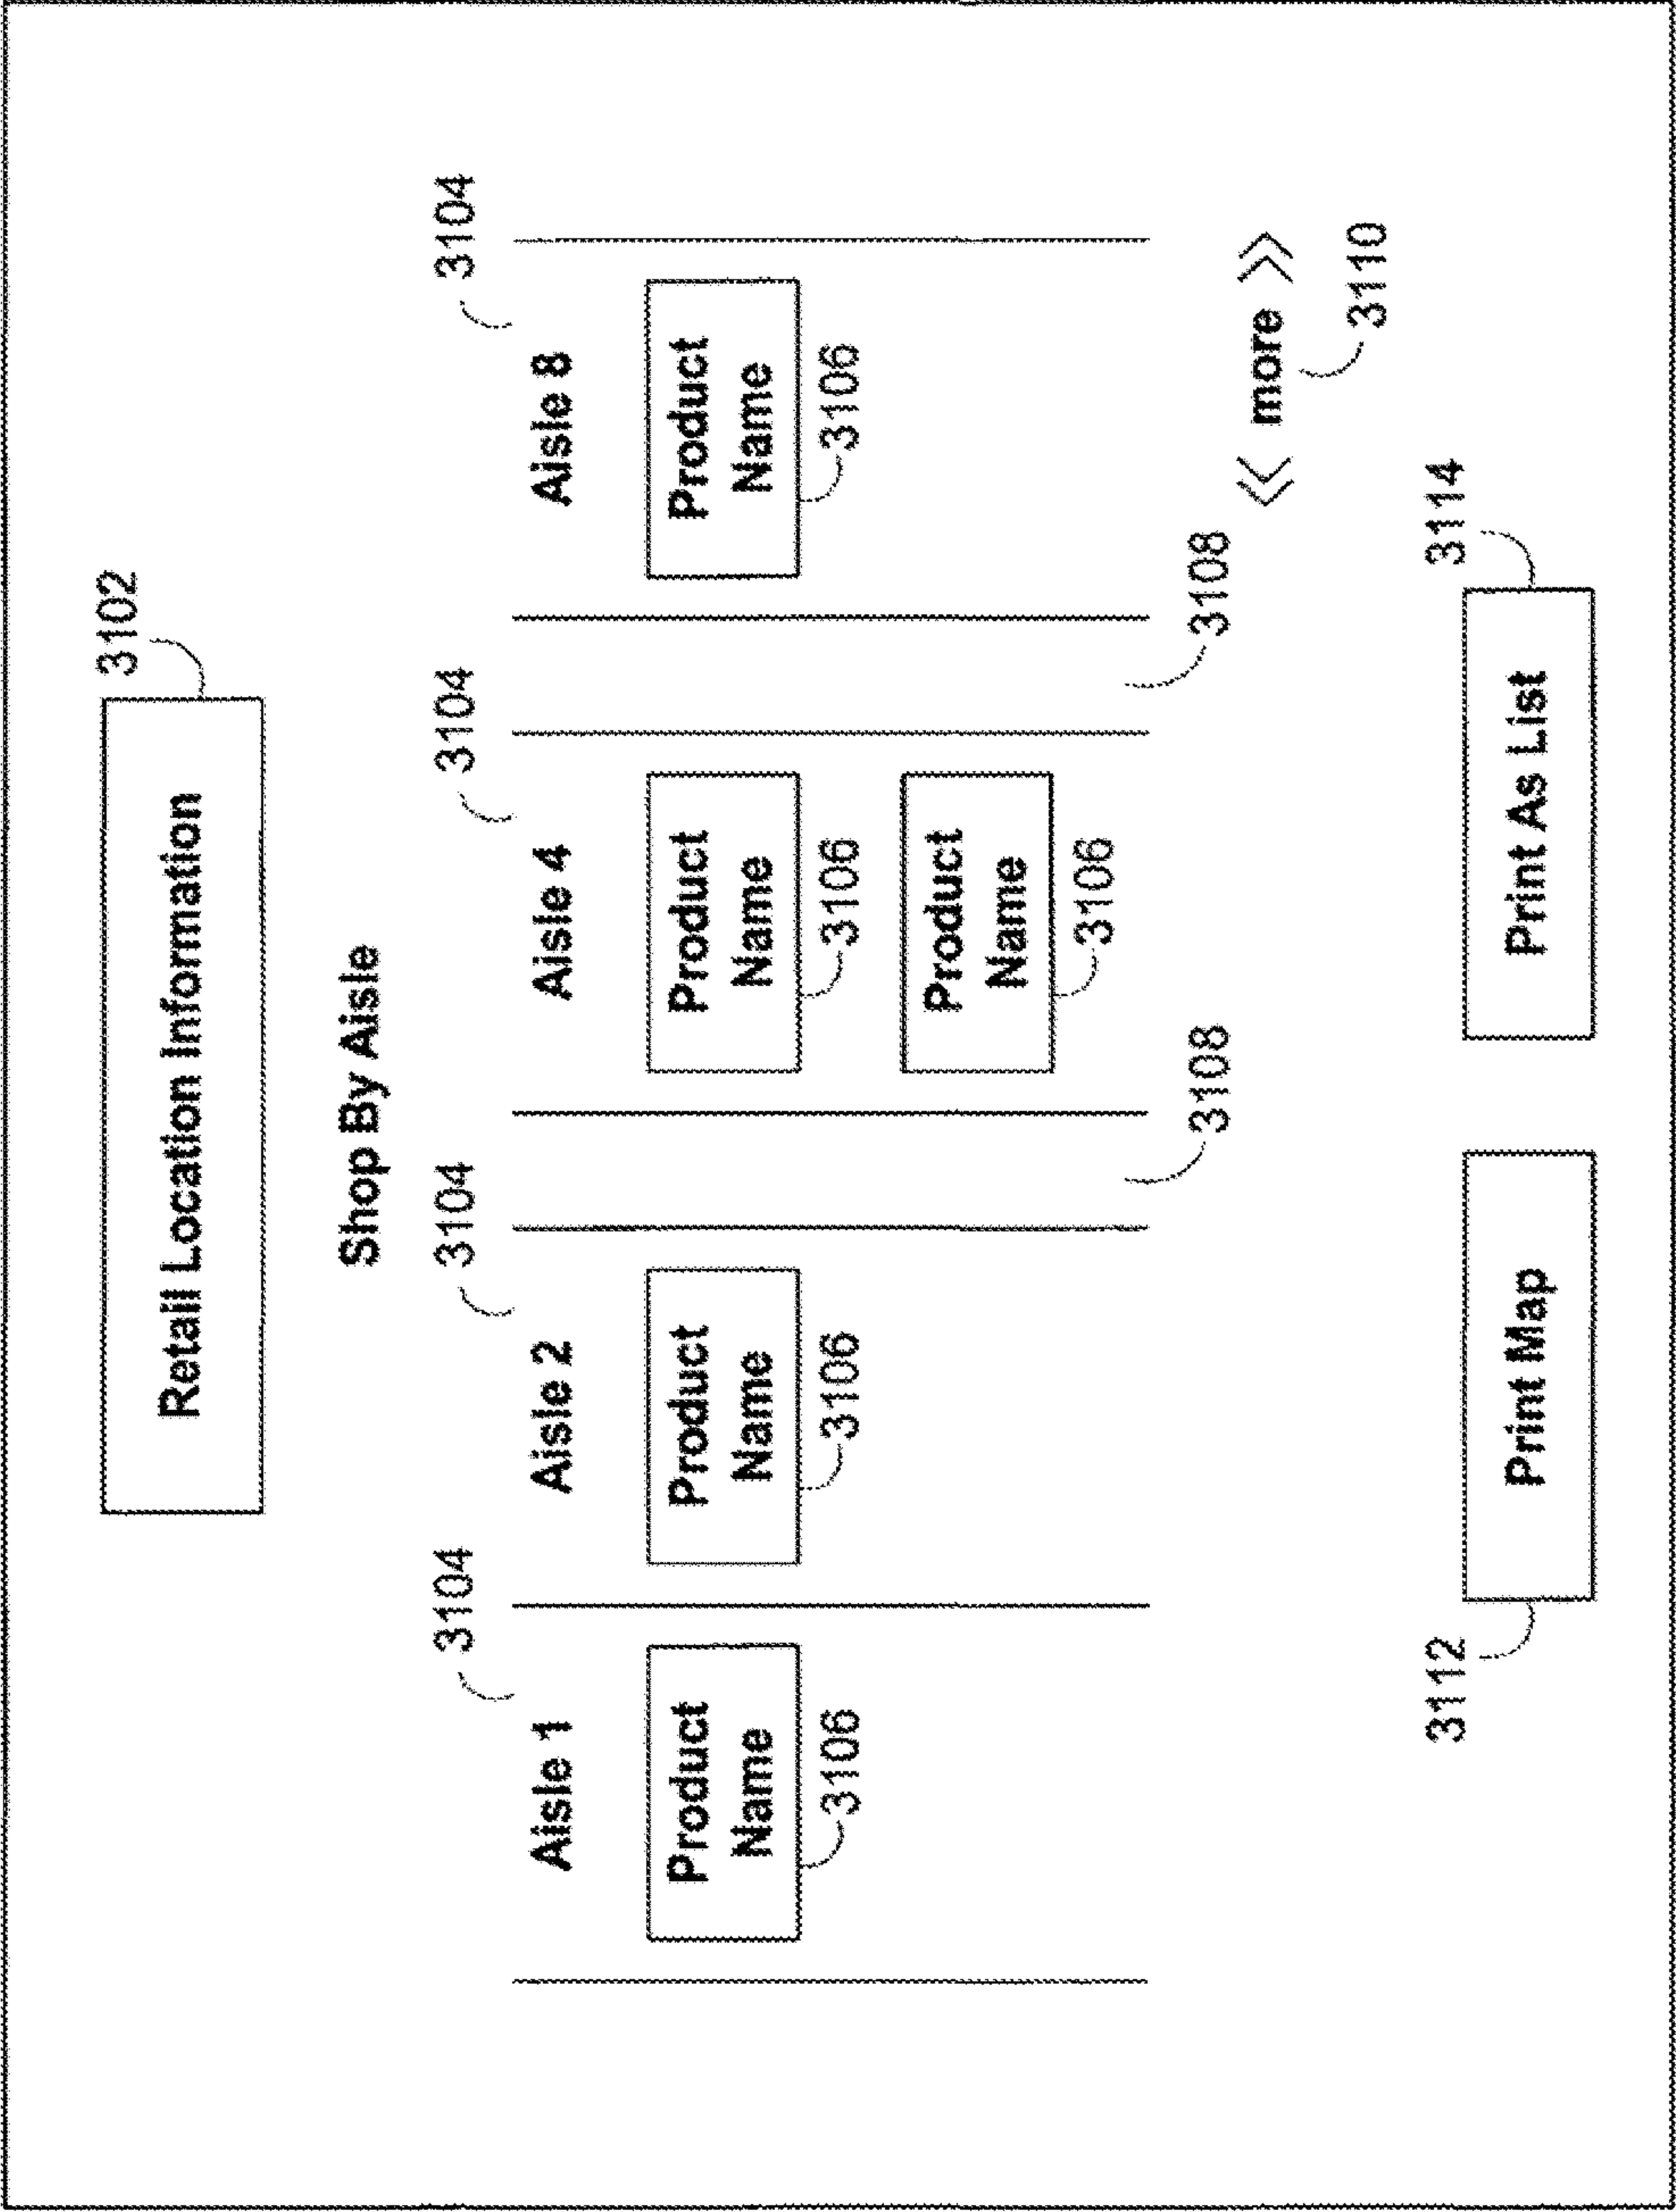 3102
Retail Location Information
Shop By Aisle
3104
3104
3104
3104
Aisle 1
Aisle 2
Aisle 4
Aisle 8
Product
Name
Product
Name
Product
Name
Product
Name
3106
3106
3106
3106
Product
Name
3106
3108
3108
<< more >>
3110
3112
3114
Print Map
Print As List